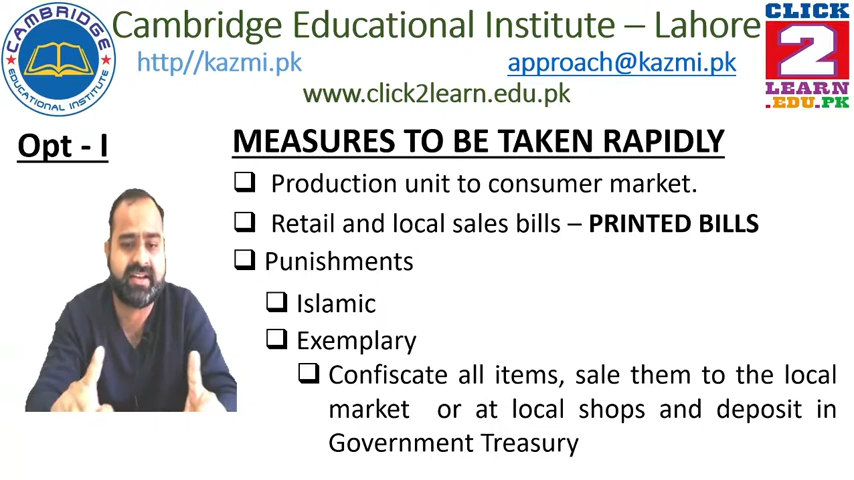 CAMBRIDGE
EDUCATIONAL INSTITUTE
Cambridge Educational Institute – Lahore
http//kazmi.pk approach@kazmi.pk
www.click2learn.edu.pk
CLICK
2
LEARN
.EDU.PK
Opt - I
MEASURES TO BE TAKEN RAPIDLY
Production unit to consumer market.
Retail and local sales bills – PRINTED BILLS
Punishments
Islamic
Exemplary
Confiscate all items, sale them to the local
market or at local shops and deposit in
Government Treasury